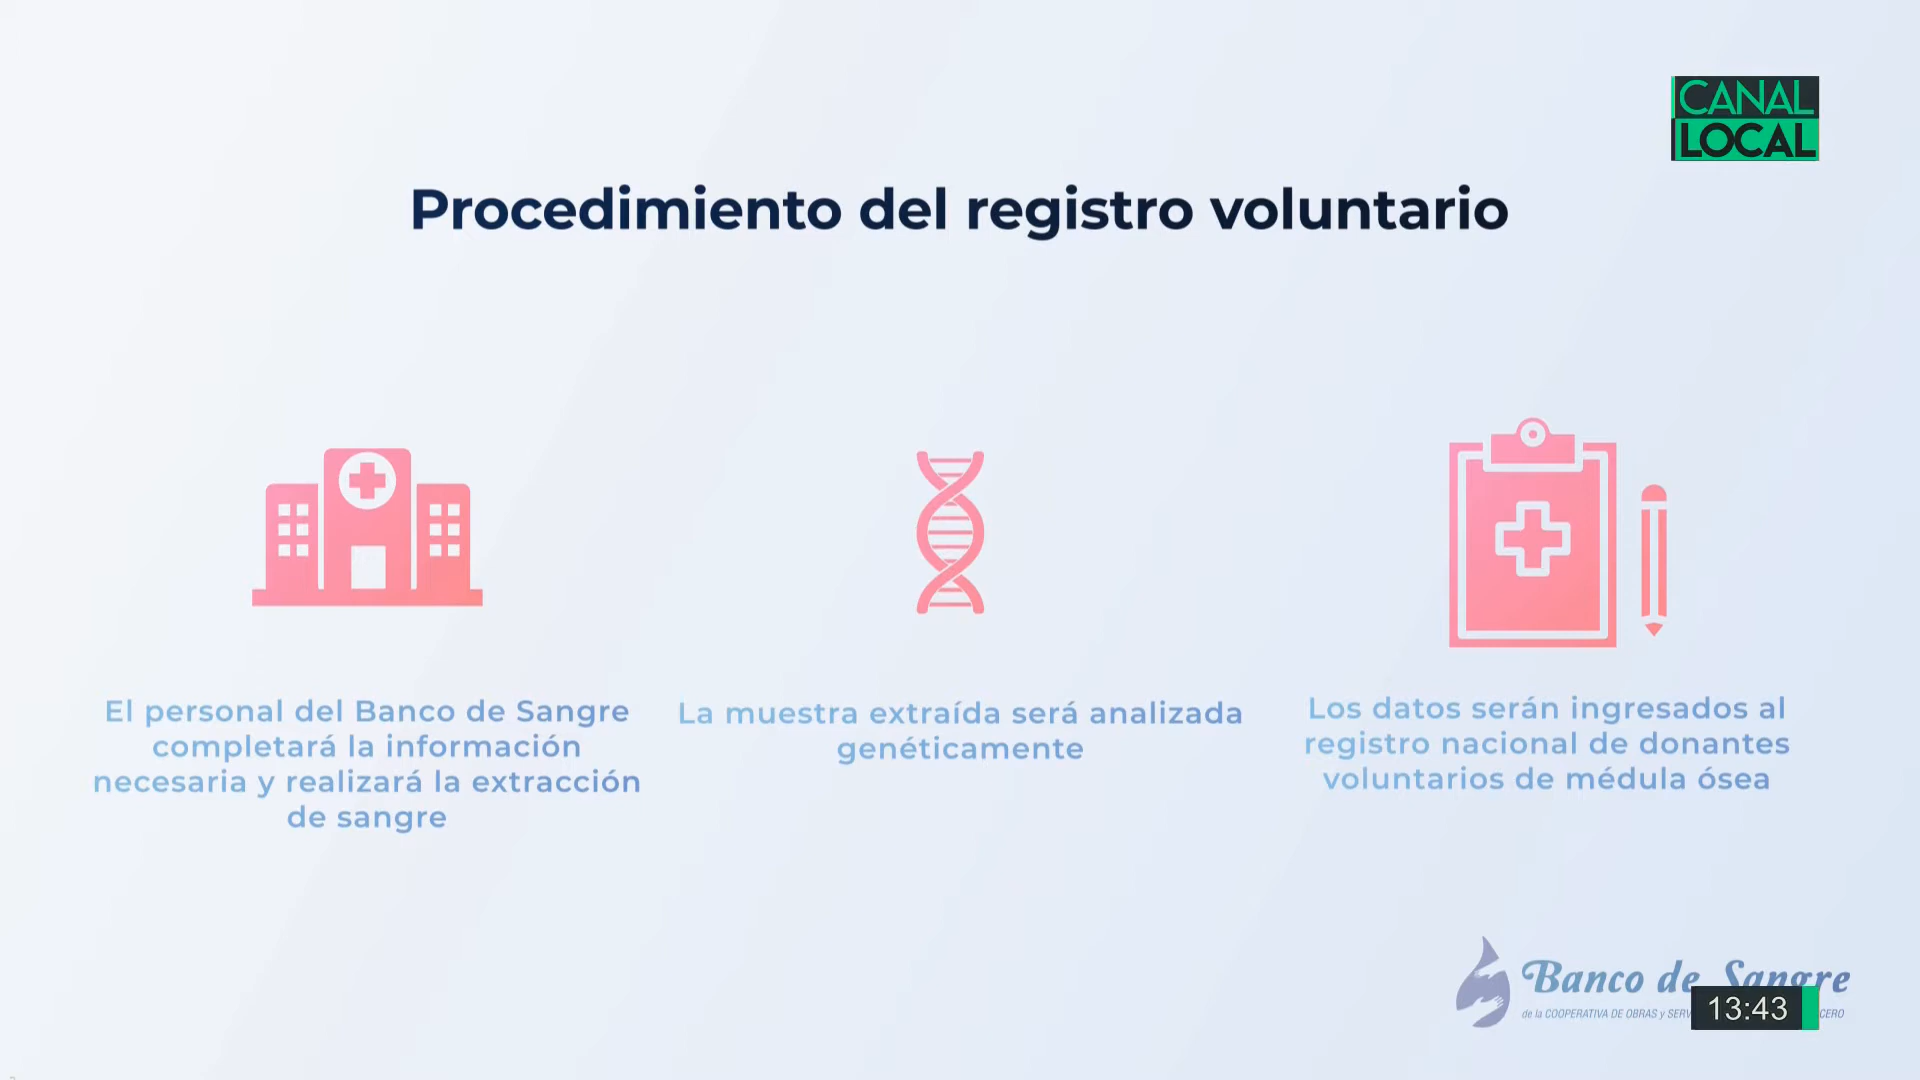 CANAL
LOCAL
Procedimiento del registro voluntario
El personal del Banco de Sangre
completará la información
necesaria y realizará la extracción
de sangre
La muestra extraída será analizada
genéticamente
Los datos serán ingresados al
registro nacional de donantes
voluntarios de médula ósea
Banco de Sangre
de la COOPERATIVA DE OBRAS y SERV
CERO
13:43